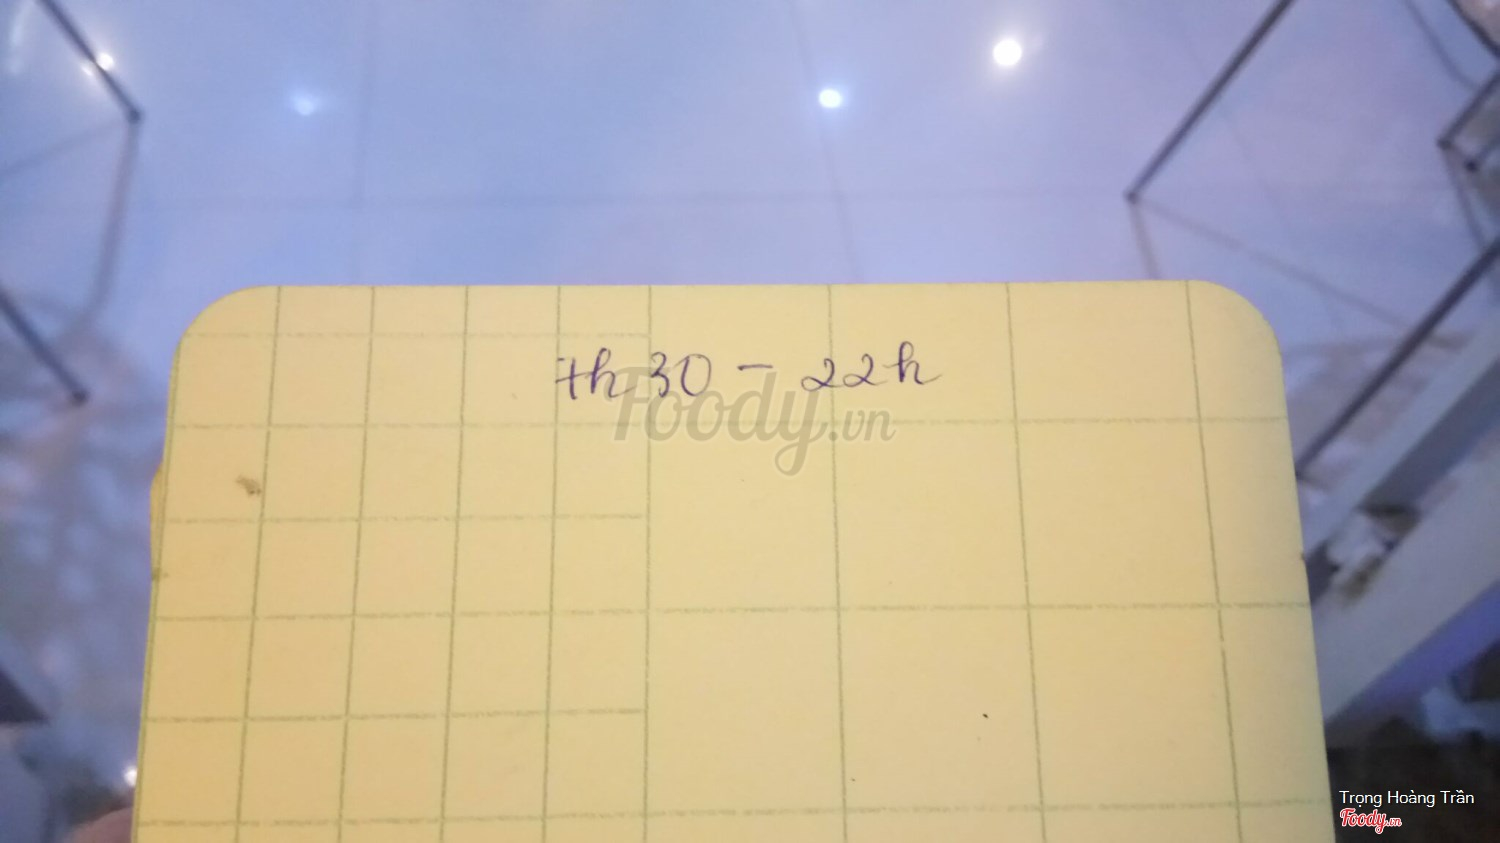 7h30 - 22h
Foody.vn
Trọng Hoàng Trần
Foody.vn